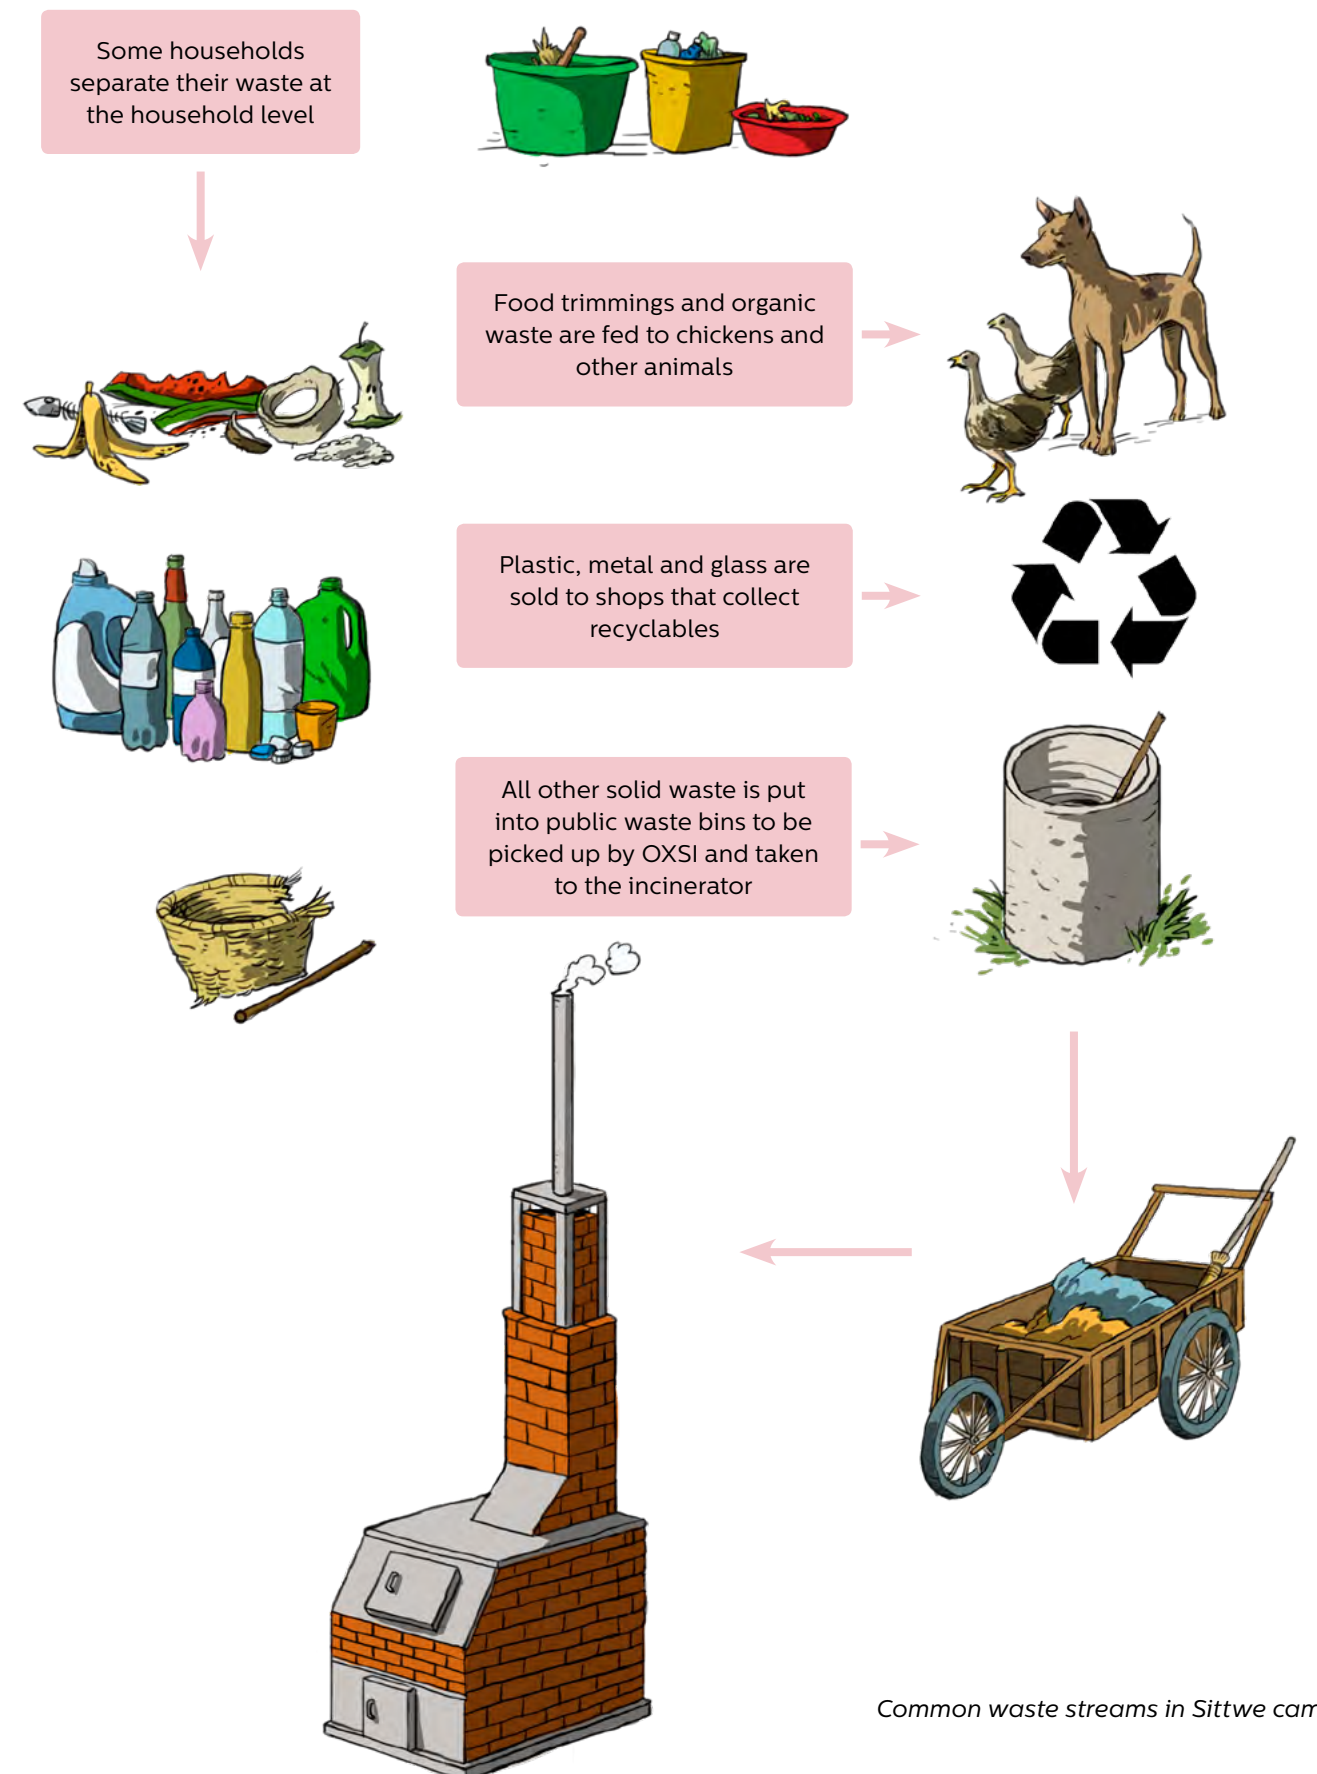 Some households
separate their waste at
the household level
Food trimmings and organic
waste are fed to chickens and
other animals
Plastic, metal and glass are
sold to shops that collect
recyclables
All other solid waste is put
into public waste bins to be
picked up by OXSI and taken
to the incinerator
Common waste streams in Sittwe cam